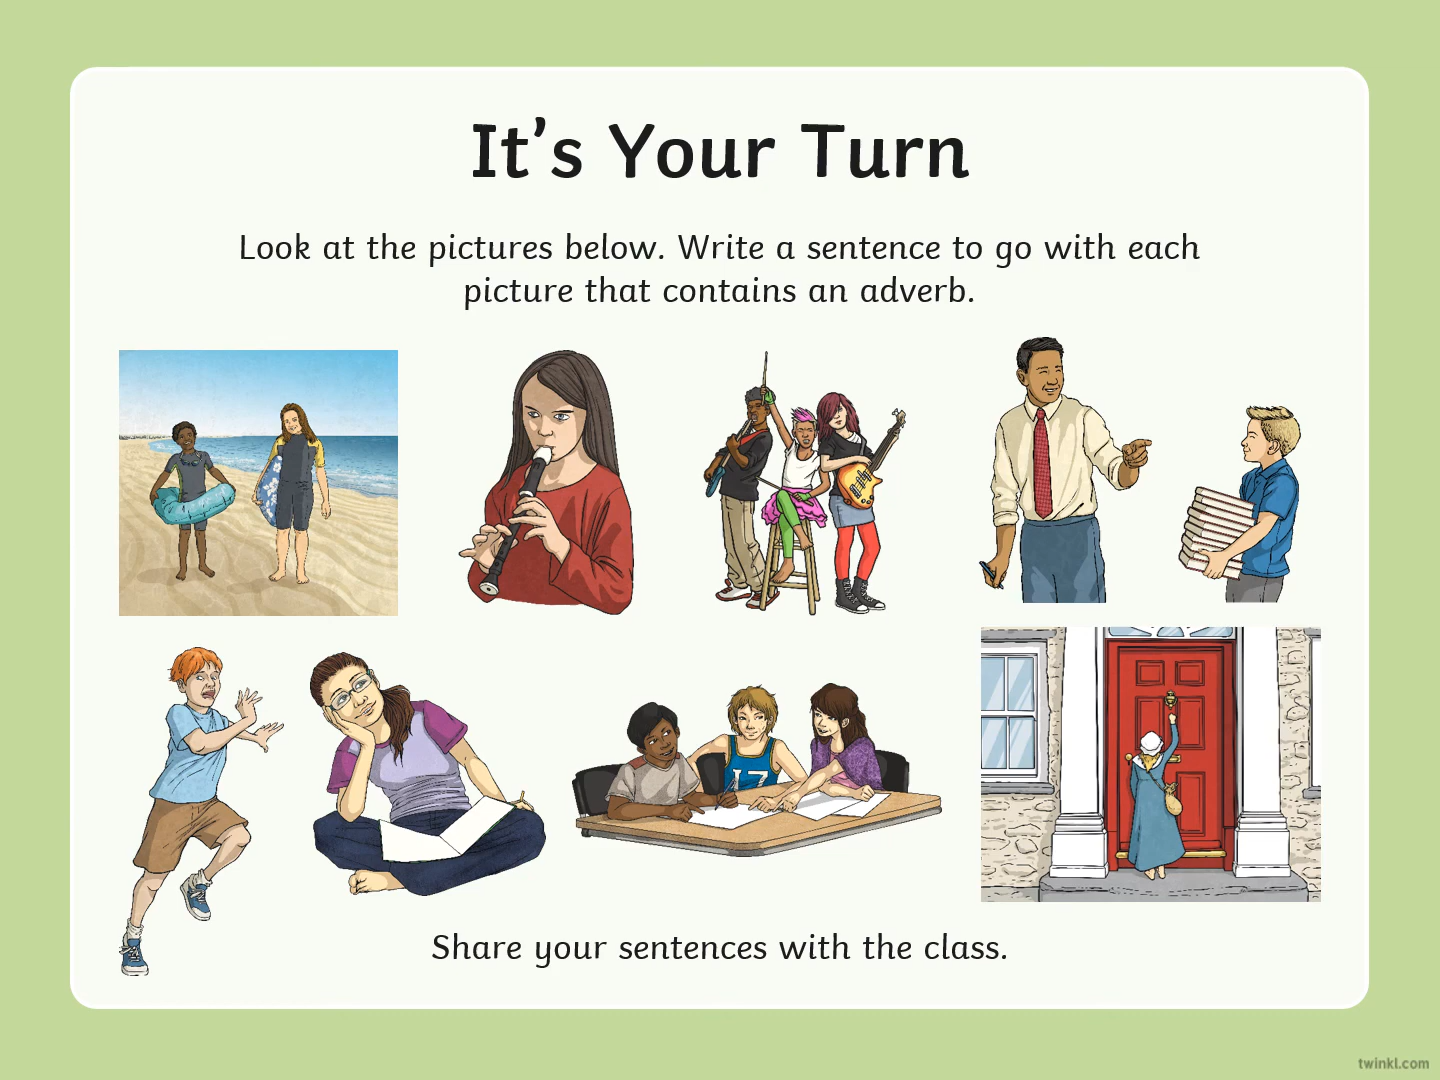 It's Your Turn
Look at the pictures below. Write a sentence to go with each
picture that contains an adverb.
17
Share your sentences with the class.
twinkl.com